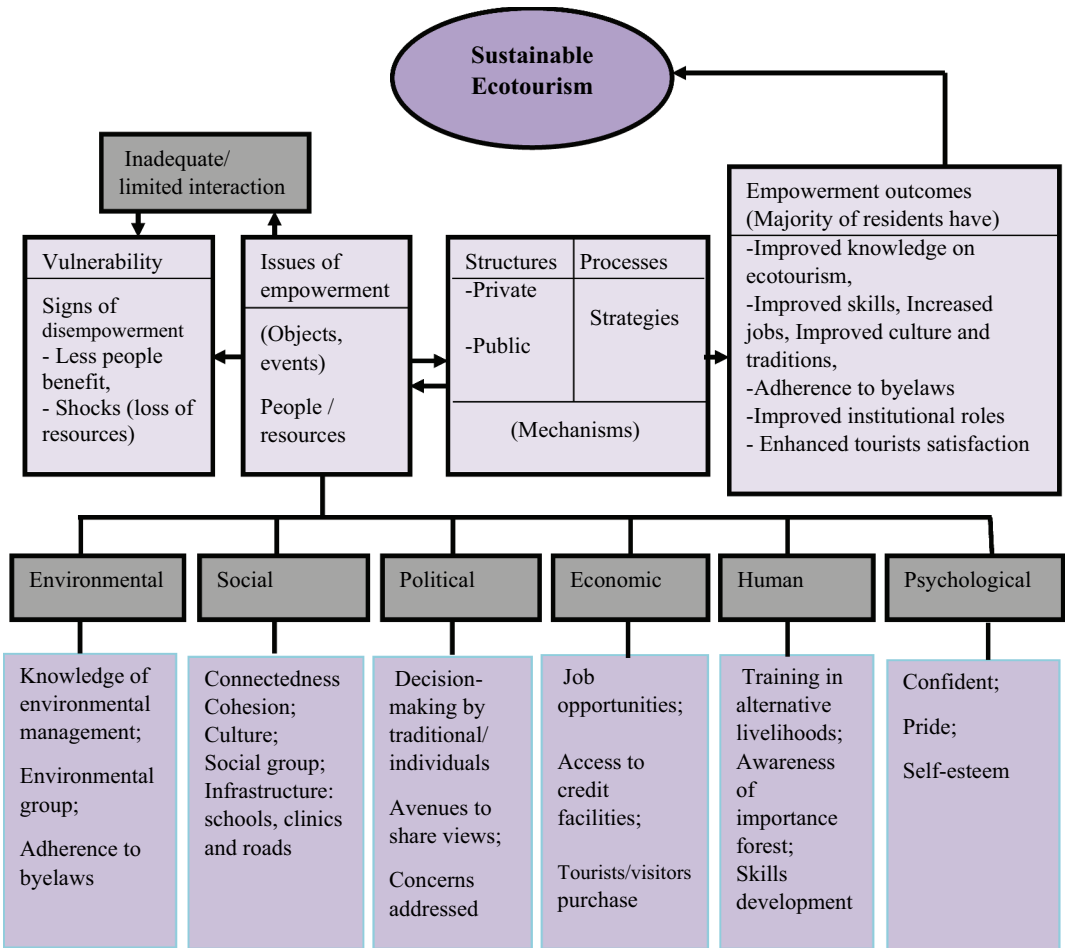 Sustainable
Ecotourism
Inadequate/
limited interaction
Vulnerability
Signs of
disempowerment
- Less people
benefit,
- Shocks (loss of
resources)
Issues of
empowerment
(Objects,
events)
People /
resources
Structures
-Private
-Public
Processes
Strategies
(Mechanisms)
Empowerment outcomes
(Majority of residents have)
-Improved knowledge on
ecotourism,
-Improved skills, Increased
jobs, Improved culture and
traditions,
-Adherence to byelaws
-Improved institutional roles
- Enhanced tourists satisfaction
Environmental
Knowledge of
environmental
management;
Environmental
group;
Adherence to
byelaws
Social
Connectedness
Cohesion;
Culture;
Social group;
Infrastructure:
schools, clinics
and roads
Political
Decision-
making by
traditional/
individuals
Avenues to
share views;
Concerns
addressed
Economic
Job
opportunities;
Access to
credit
facilities;
Tourists/visitors
purchase
Human
Training in
alternative
livelihoods;
Awareness
of
importance
forest;
Skills
development
Psychological
Confident;
Pride;
Self-esteem